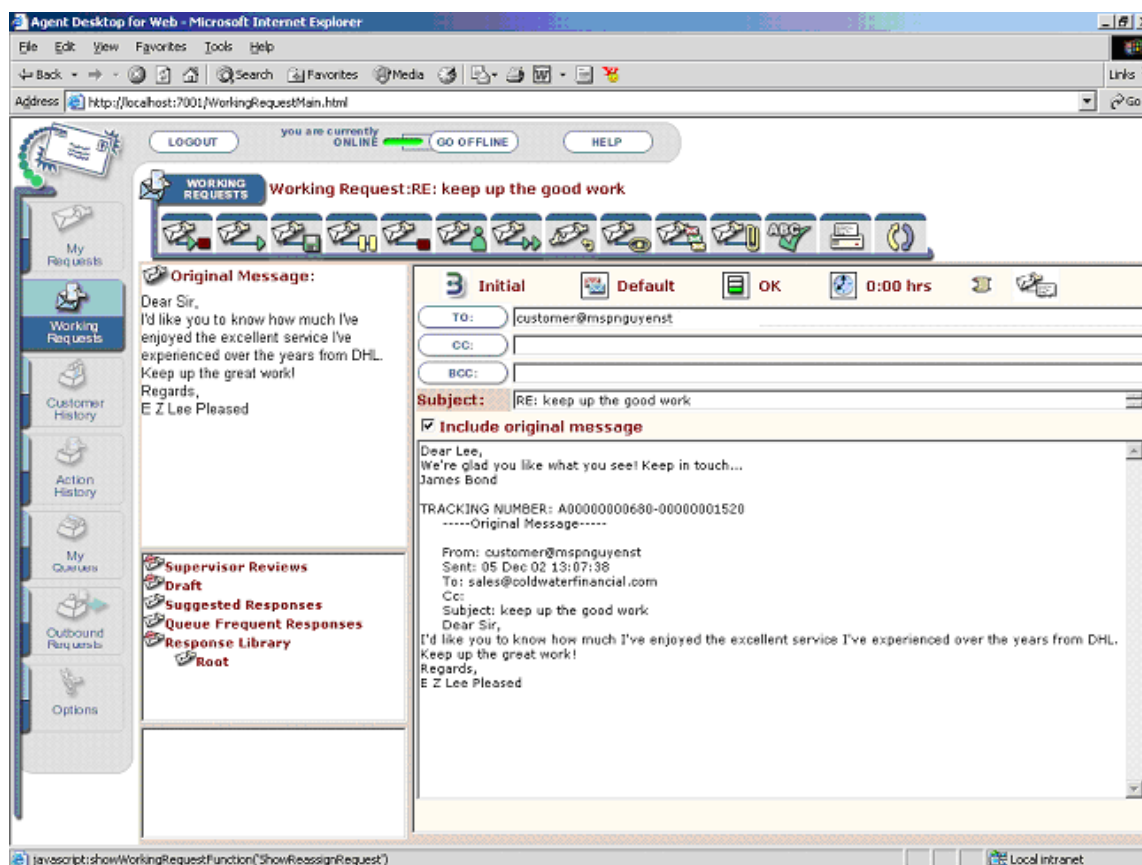 Agent Desktop for Web - Microsoft Internet Explorer
File Edit View Favorites Tools Help
Back Search Favorites Media Links
Address http://localhost:7001/WorkingRequestMain.html Go
LOGOUT you are currently ONLINE GO OFFLINE HELP
WORKING REQUESTS Working Request:RE: keep up the good work
ABC
My Requests
Working Requests
Customer History
Action History
My Queues
Outbound Requests
Options
Original Message:
Dear Sir,
I'd like you to know how much I've
enjoyed the excellent service I've
experienced over the years from DHL.
Keep up the great work!
Regards,
E Z Lee Pleased
Supervisor Reviews
Draft
Suggested Responses
Queue Frequent Responses
Response Library
Root
Initial Default OK 0:00 hrs
TO: customer@mspnguyenst
CC:
BCC:
Subject: RE: keep up the good work
Include original message
Dear Lee,
We're glad you like what you see! Keep in touch...
James Bond
TRACKING NUMBER: A00000000680-00000001520
-----Original Message-----
From: customer@mspnguyenst
Sent: 05 Dec 02 13:07:38
To: sales@coldwaterfinancial.com
Cc:
Subject: keep up the good work
Dear Sir,
I'd like you to know how much I've enjoyed the excellent service I've experienced over the years from DHL.
Keep up the great work!
Regards,
E Z Lee Pleased
javascript:showWorkingRequestFunction('ShowReassignRequest') Local intranet